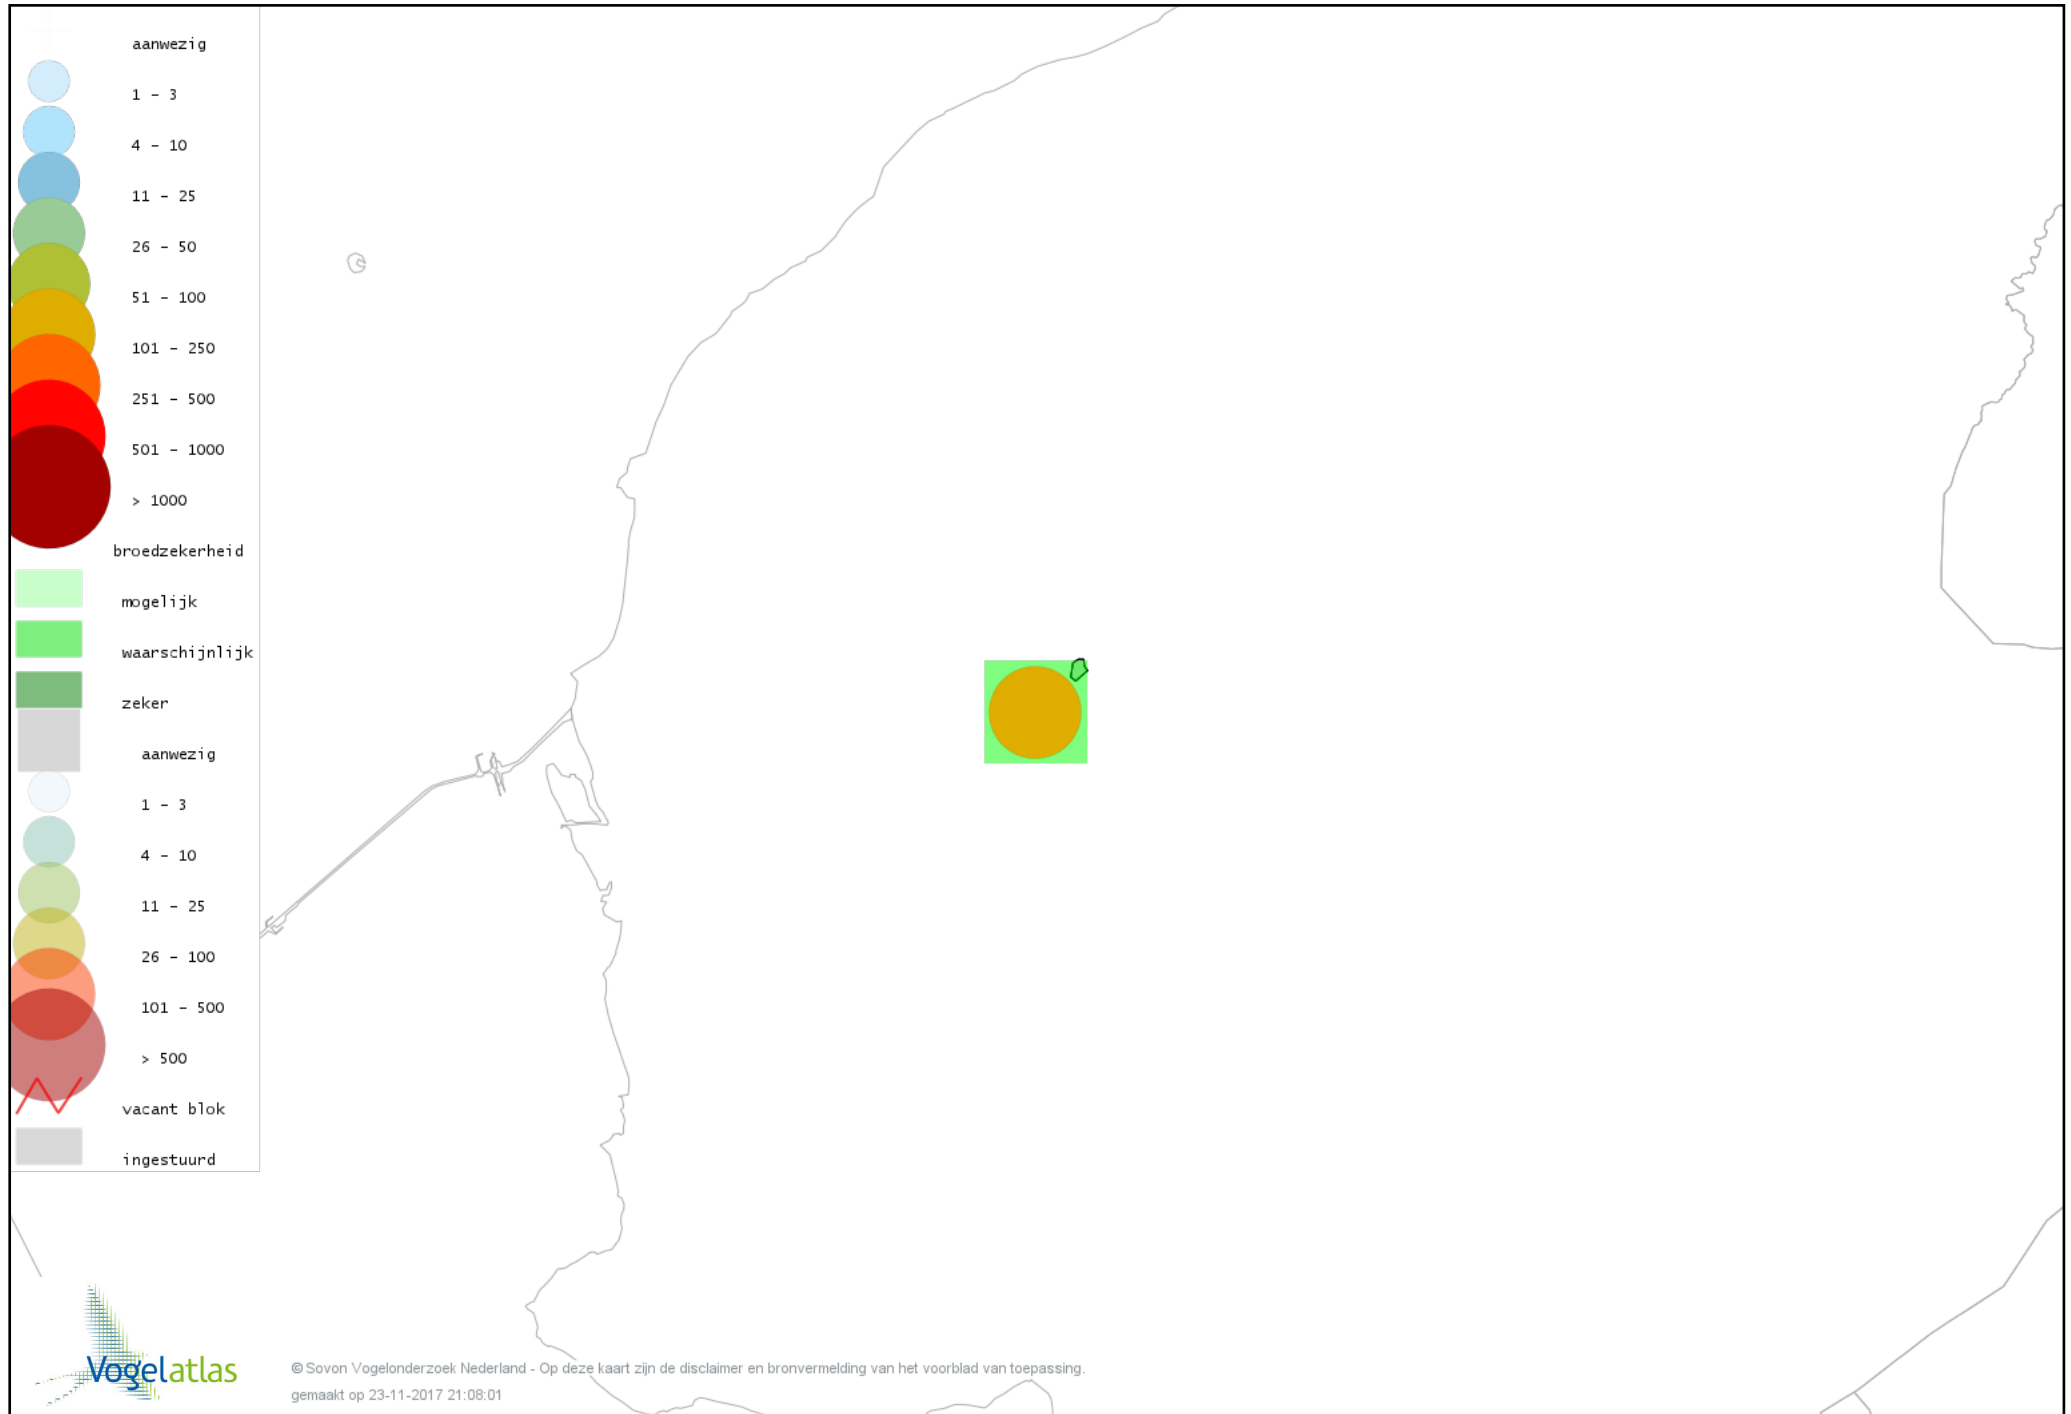 aanwezig
1 - 3
4 - 10
11 - 25
26 - 50
51 - 100
101 - 250
251 - 500
501 - 1000
> 1000
broedzekerheid
mogelijk
waarschijnlijk
zeker
aanwezig
1 - 3
4 - 10
11 - 25
26 - 100
101 - 500
> 500
vacant blok
ingestuurd
Vogelatlas
© Sovon Vogelonderzoek Nederland - Op deze kaart zijn de disclaimer en bronvermelding van het voorblad van toepassing.
gemaakt op 23-11-2017 21:08:01